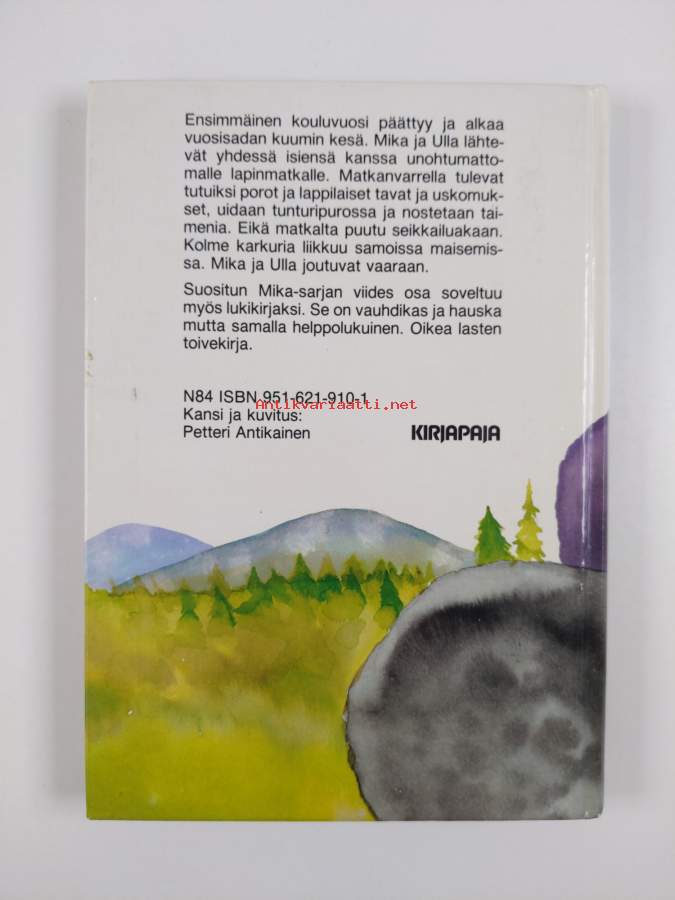 Ensimmäinen kouluvuosi päättyy ja alkaa
vuosisadan kuumin kesä. Mika ja Ulla lähte-
vät yhdessä isiensä kanssa unohtumatto-
malle lapinmatkalle. Matkanvarrella tulevat
tutuiksi porot ja lappilaiset tavat ja uskomuk-
set, uidaan tunturipurossa ja nostetaan tai-
menia. Eikä matkalta puutu seikkailuakaan.
Kolme karkuria liikkuu samoissa maisemis-
sa. Mika ja Ulla joutuvat vaaraan.
Suositun Mika-sarjan viides osa soveltuu
myös lukikirjaksi. Se on vauhdikas ja hauska
mutta samalla helppolukuinen. Oikea lasten
toivekirja.
N84 ISBN 951-621-910-1
Antikvariaatti.net
Kansi ja kuvitus:
Petteri Antikainen
KIRJAPAJA